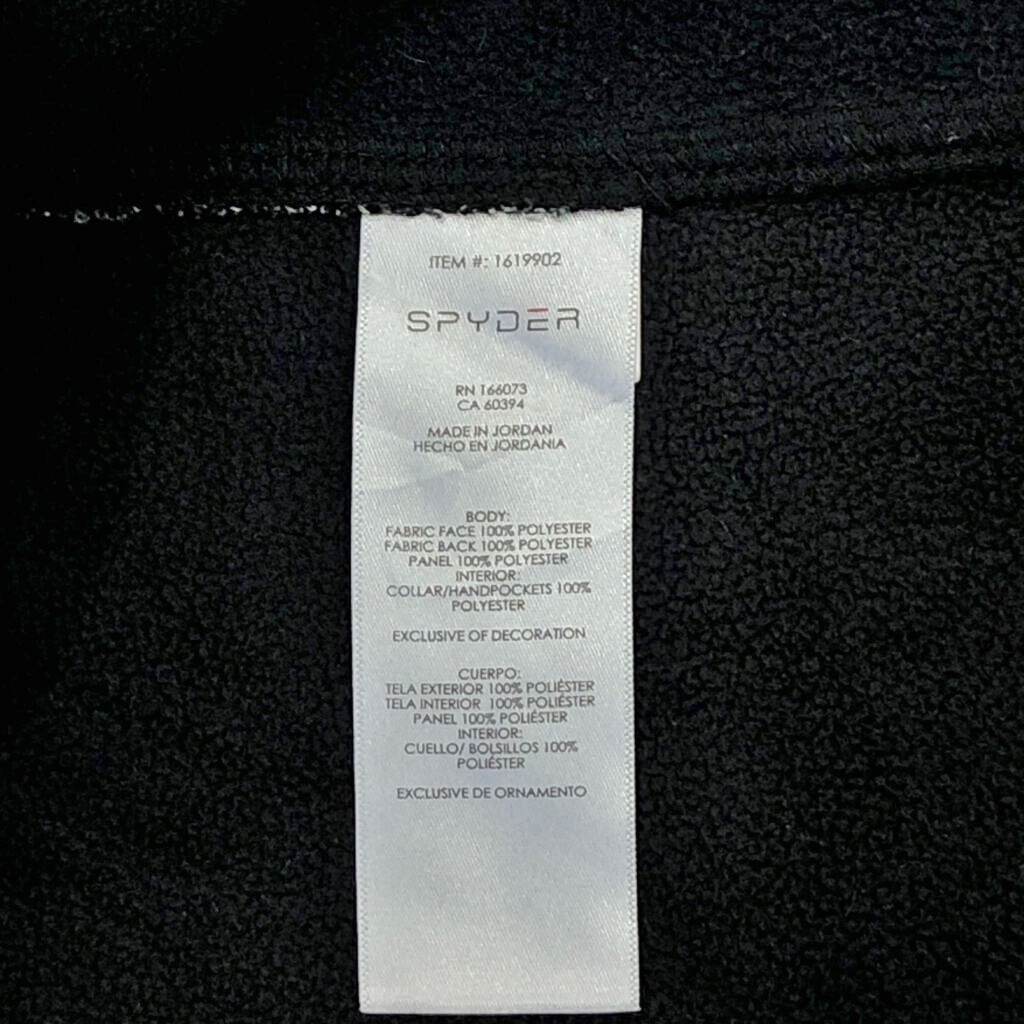 ITEM #: 1619902
SPYDER
RN 166073
CA 60394
MADE IN JORDAN
HECHO EN JORDANIA
BODY:
FABRIC FACE 100% POLYESTER
FABRIC BACK 100% POLYESTER
PANEL 100% POLYESTER
INTERIOR:
COLLAR/HANDPOCKETS 100%
POLYESTER
EXCLUSIVE OF DECORATION
CUERPO:
TELA EXTERIOR 100% POLIÉSTER
TELA INTERIOR 100% POLIÉSTER
PANEL 100% POLIÉSTER
INTERIOR:
CUELLO/ BOLSILLOS 100%
POLIÉSTER
EXCLUSIVE DE ORNAMENTO